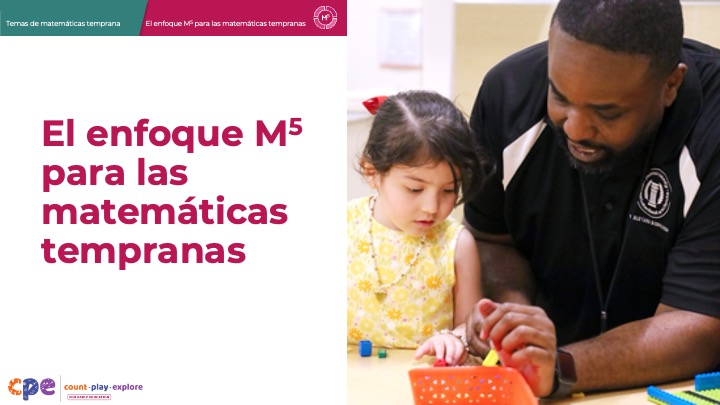 Temas de matemáticas temprana
El enfoque M⁵ para las matemáticas tempranas
M⁵
El enfoque M⁵
para las
matemáticas
tempranas
cpe
count·play·explore